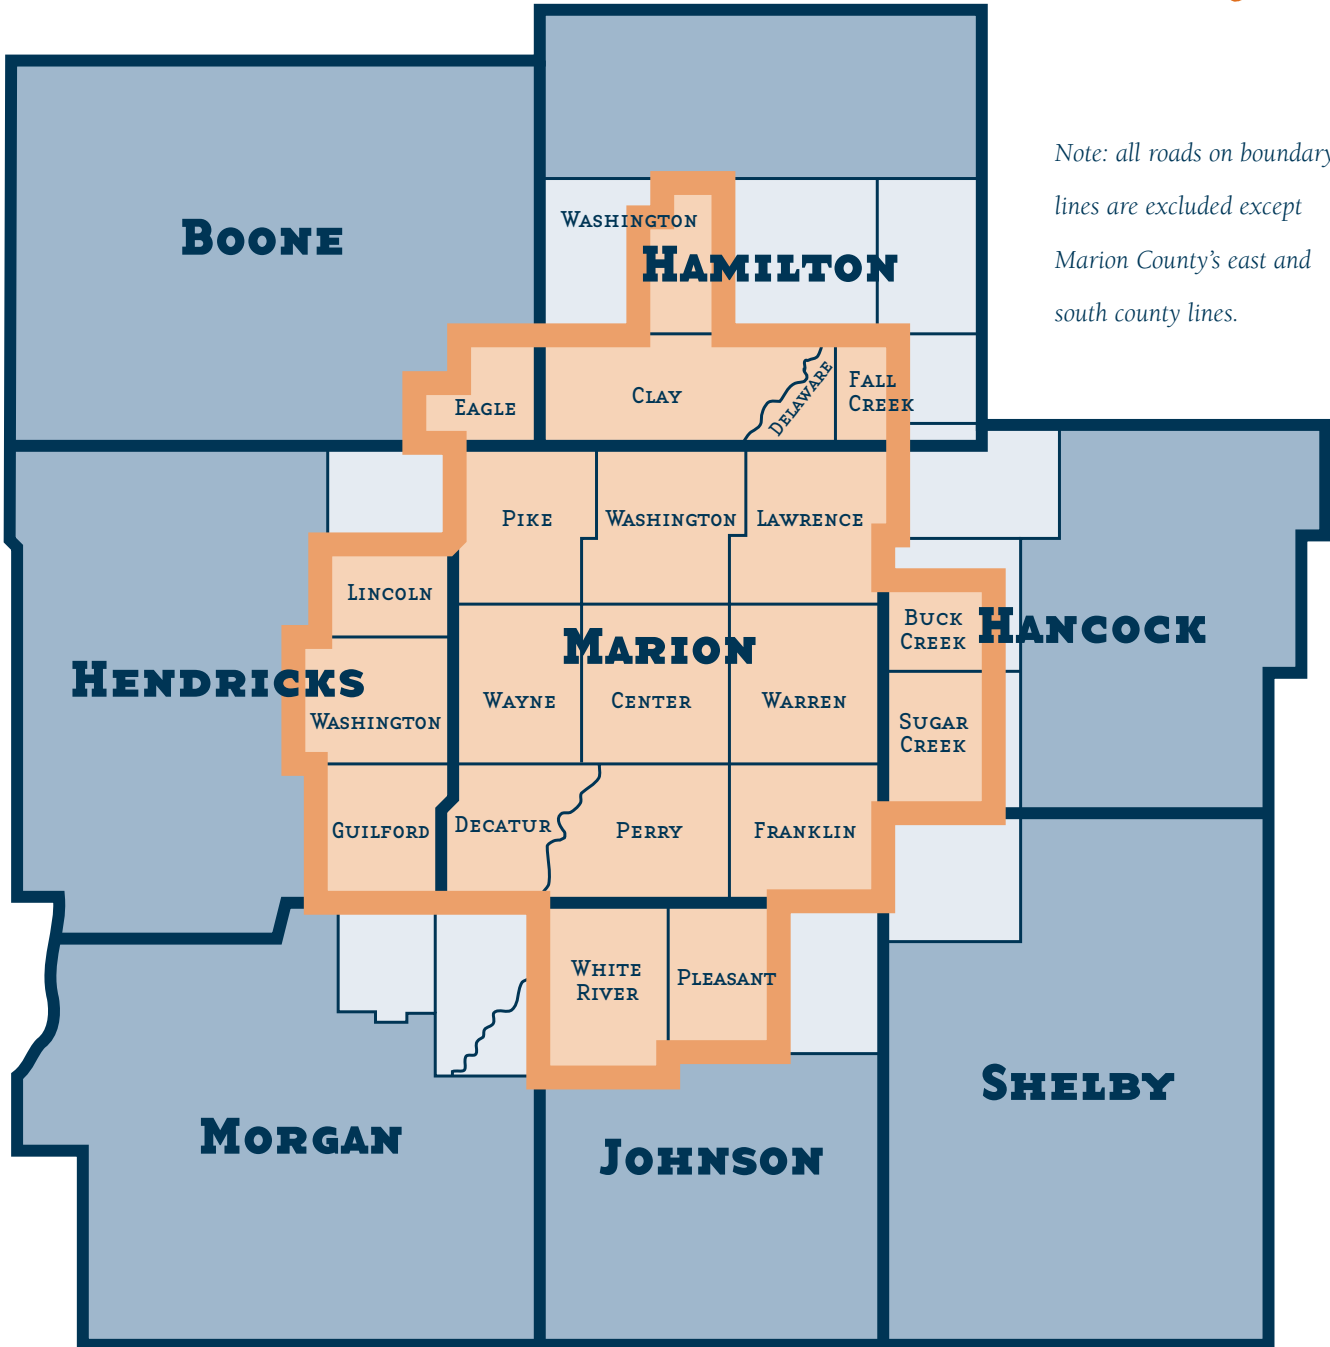 Note: all roads on boundary
lines are excluded except
Marion County's east and
south county lines.
Boone
Washington
Hamilton
Eagle
Clay
Delaware
Fall
Creek
Pike
Washington
Lawrence
Lincoln
Buck
Creek
Hancock
Marion
Hendricks
Washington
Wayne
Center
Warren
Sugar
Creek
Guilford
Decatur
Perry
Franklin
White
River
Pleasant
Shelby
Morgan
Johnson